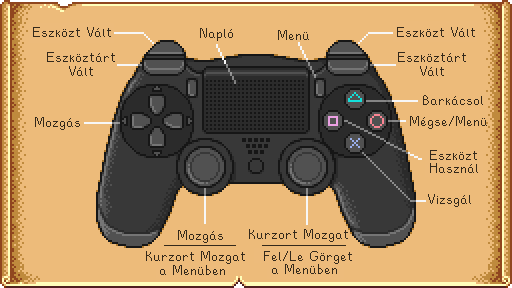 Eszközt Vált
Napló
Menü
Eszközt Vált
Eszköztárt
Vált
Eszköztárt
Vált
Barkácsol
Mozgás
Mégse/Menü
Eszközt
Használ
Vizsgál
Mozgás
Kurzort Mozgat
a Menüben
Kurzort Mozgat
Fel/Le Görget
a Menüben